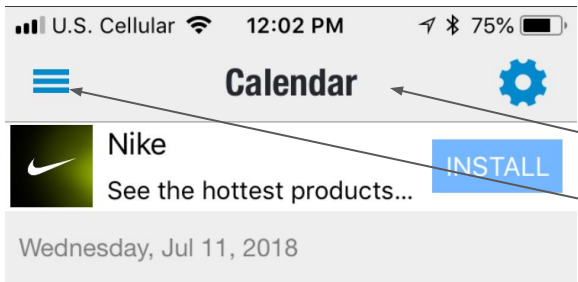 U.S. Cellular 12:02 PM 75%
Calendar
Nike
See the hottest products...
INSTALL
Wednesday, Jul 11, 2018